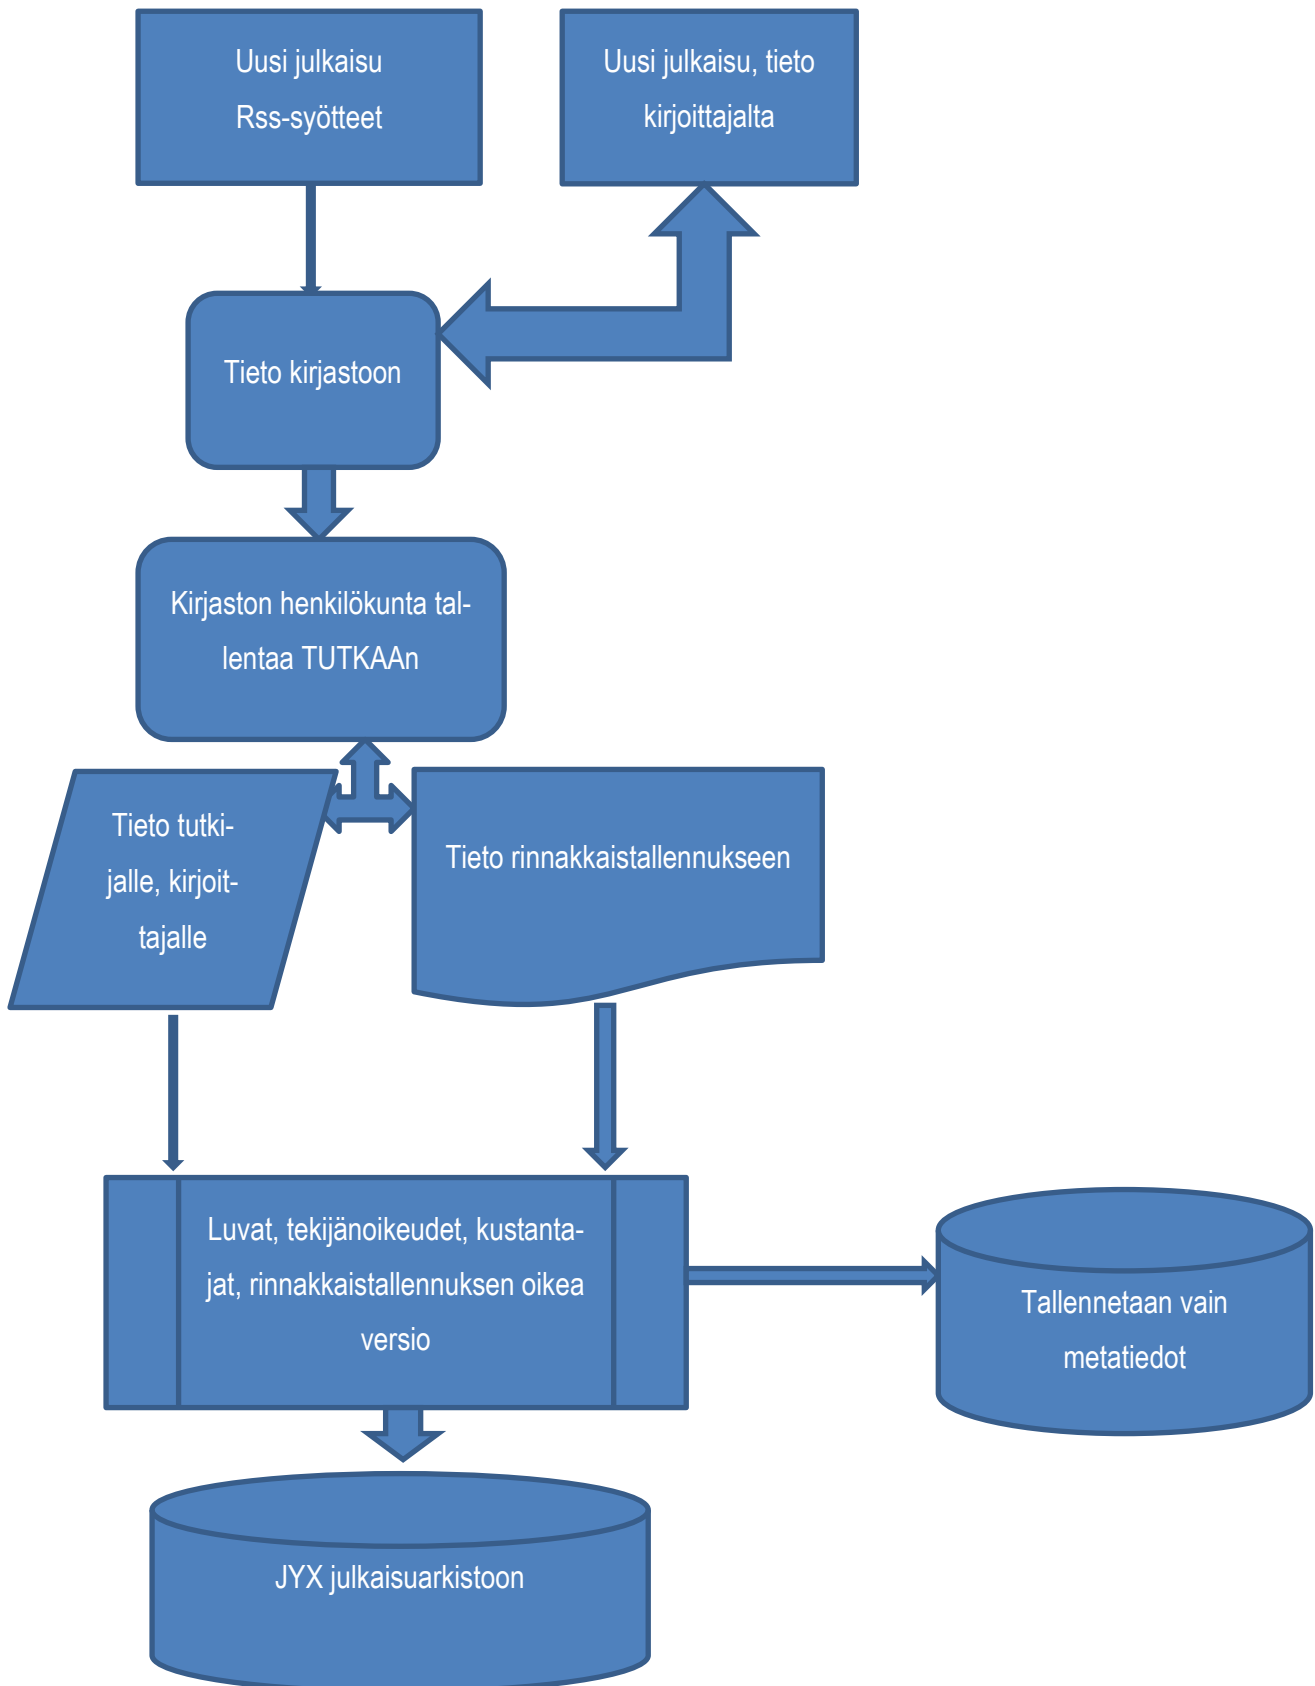 Uusi julkaisu
Rss-syötteet
Uusi julkaisu, tieto
kirjoittajalta
Tieto kirjastoon
Kirjaston henkilökunta tal-
lentaa TUTKAAn
Tieto tutki-
jalle, kirjoit-
tajalle
Tieto rinnakkaistallennukseen
Luvat, tekijänoikeudet, kustanta-
jat, rinnakkaistallennuksen oikea
versio
Tallennetaan vain
metatiedot
JYX julkaisuarkistoon